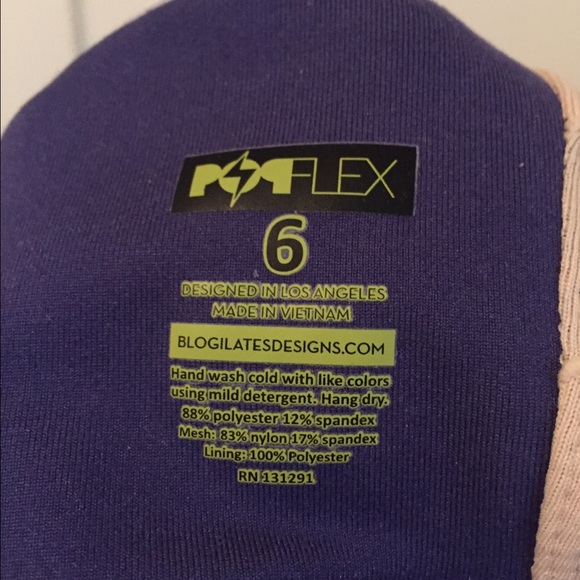 POPFLEX
6
DESIGNED IN LOS ANGELES
MADE IN VIETNAM
BLOGILATESDESIGNS.COM
Hand wash cold with like colors
using mild detergent. Hang dry.
88% polyester 12% spandex
Mesh: 83% nylon 17% spandex
Lining: 100% Polyester
RN 131291